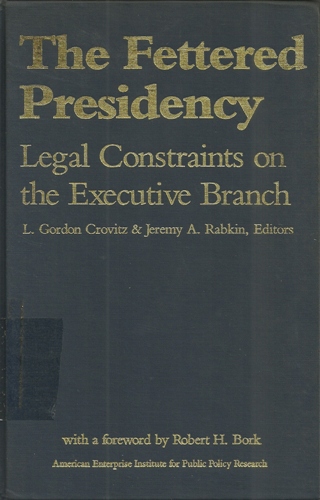 The Fettered
Presidency
Legal Constraints on
the Executive Branch
L. Gordon Crovitz & Jeremy A. Rabkin, Editors
with a foreword by Robert H. Bork
American Enterprise Institute for Public Policy Research